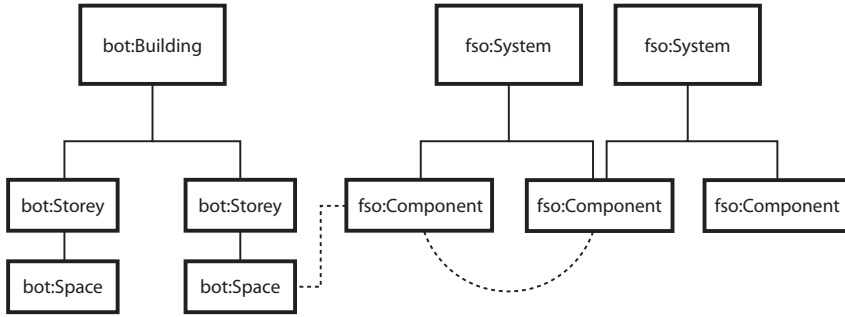 bot:Building
fso:System
fso:System
bot:Storey
bot:Storey
fso:Component
fso:Component
fso:Component
bot:Space
bot:Space